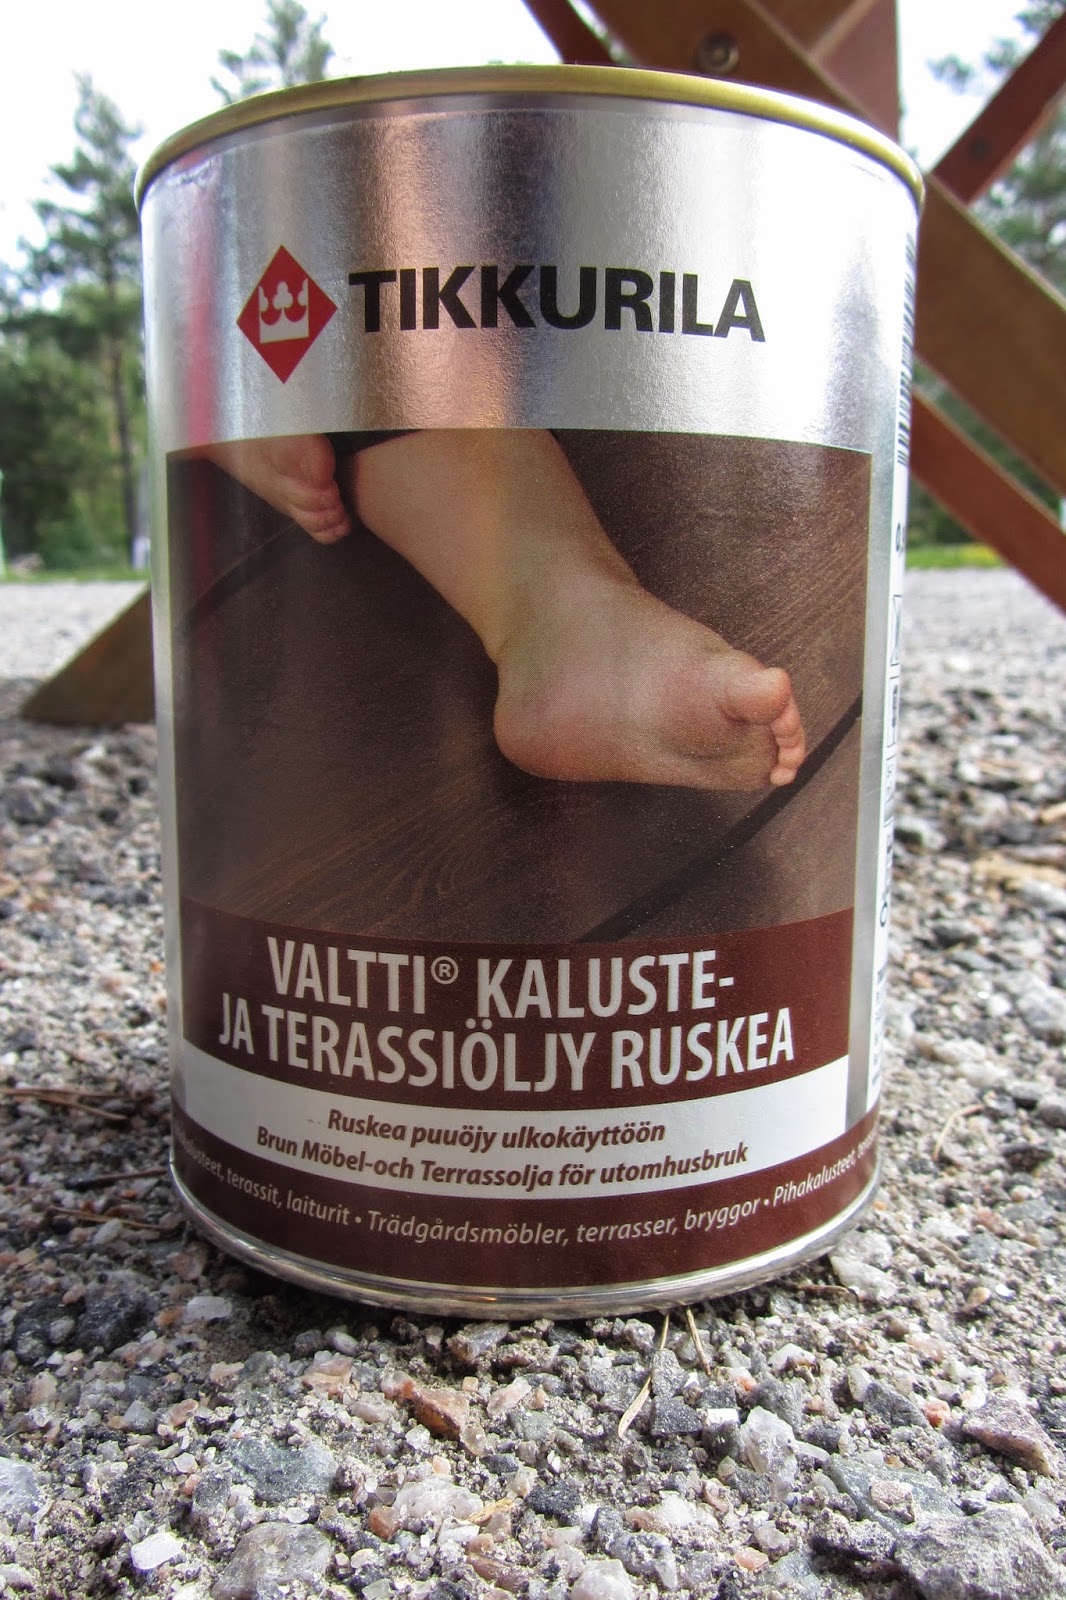 TIKKURILA
VALTTI® KALUSTE-
JA TERASSIÖLJY RUSKEA
Ruskea puuöjy ulkokäyttöön
Brun Möbel-och Terrassolja för utomhusbruk
terassit, laiturit • Trädgårdsmöbler, terrasser, bryggor • Pihakalusteet,